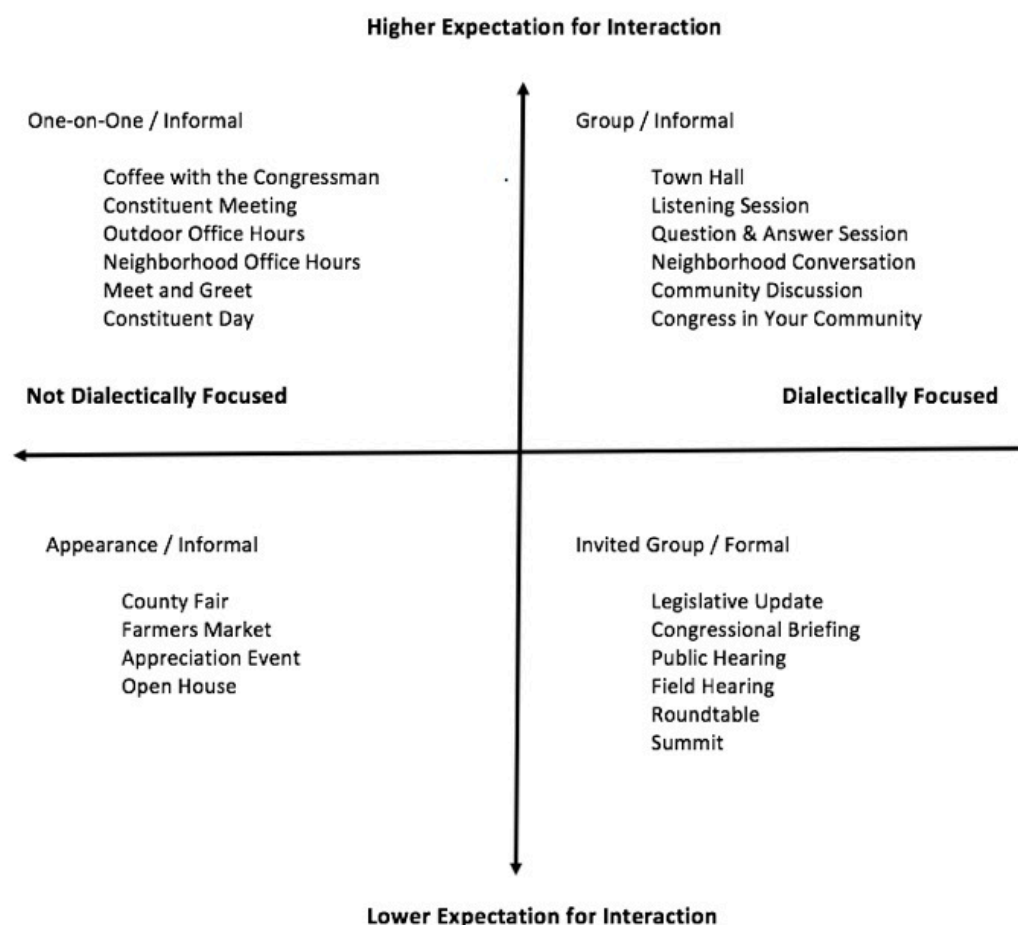 Higher Expectation for Interaction
One-on-One / Informal
Coffee with the Congressman
Constituent Meeting
Outdoor Office Hours
Neighborhood Office Hours
Meet and Greet
Constituent Day
Group / Informal
Town Hall
Listening Session
Question & Answer Session
Neighborhood Conversation
Community Discussion
Congress in Your Community
Not Dialectically Focused
Dialectically Focused
Appearance / Informal
County Fair
Farmers Market
Appreciation Event
Open House
Invited Group / Formal
Legislative Update
Congressional Briefing
Public Hearing
Field Hearing
Roundtable
Summit
Lower Expectation for Interaction